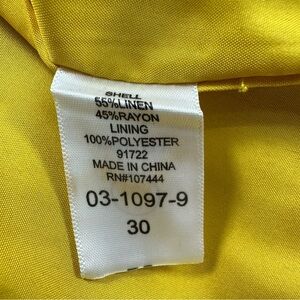 SHELL
55%LINEN
45%RAYON
LINING
100%POLYESTER
91722
MADE IN CHINA
RN#107444
03-1097-9
30